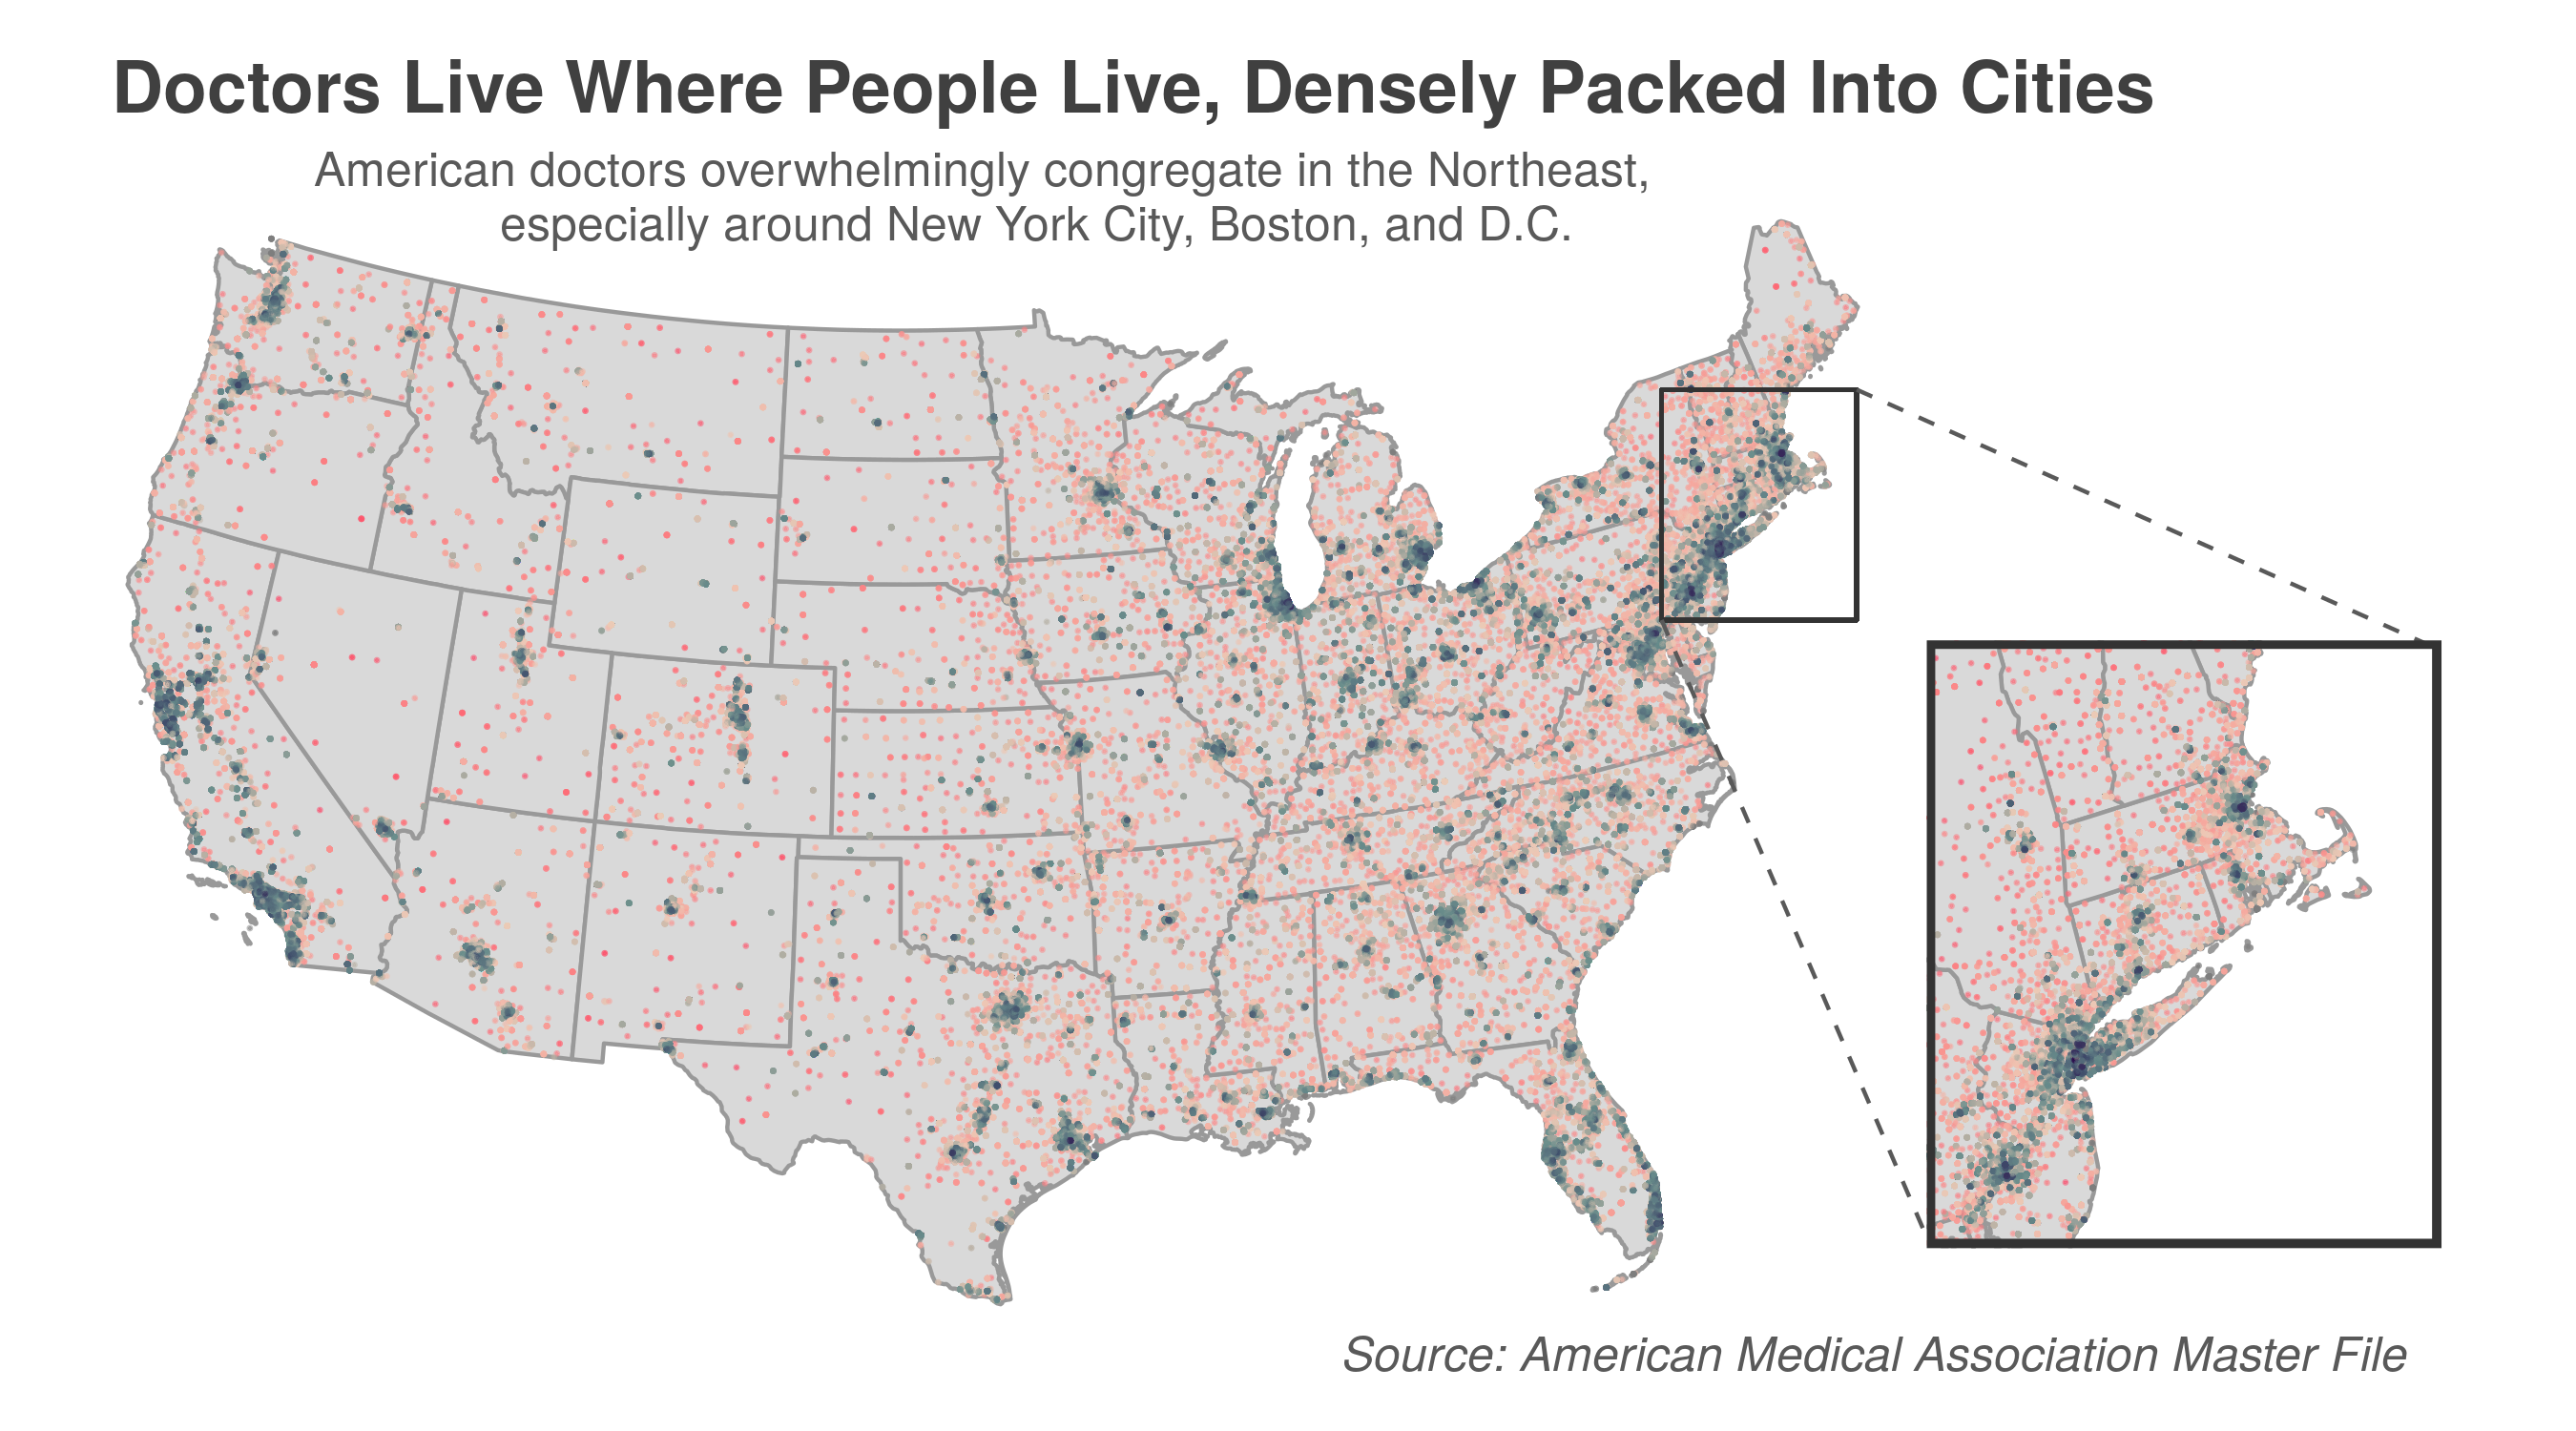 Doctors Live Where People Live, Densely Packed Into Cities
American doctors overwhelmingly congregate in the Northeast,
especially around New York City, Boston, and D.C.
Source: American Medical Association Master File